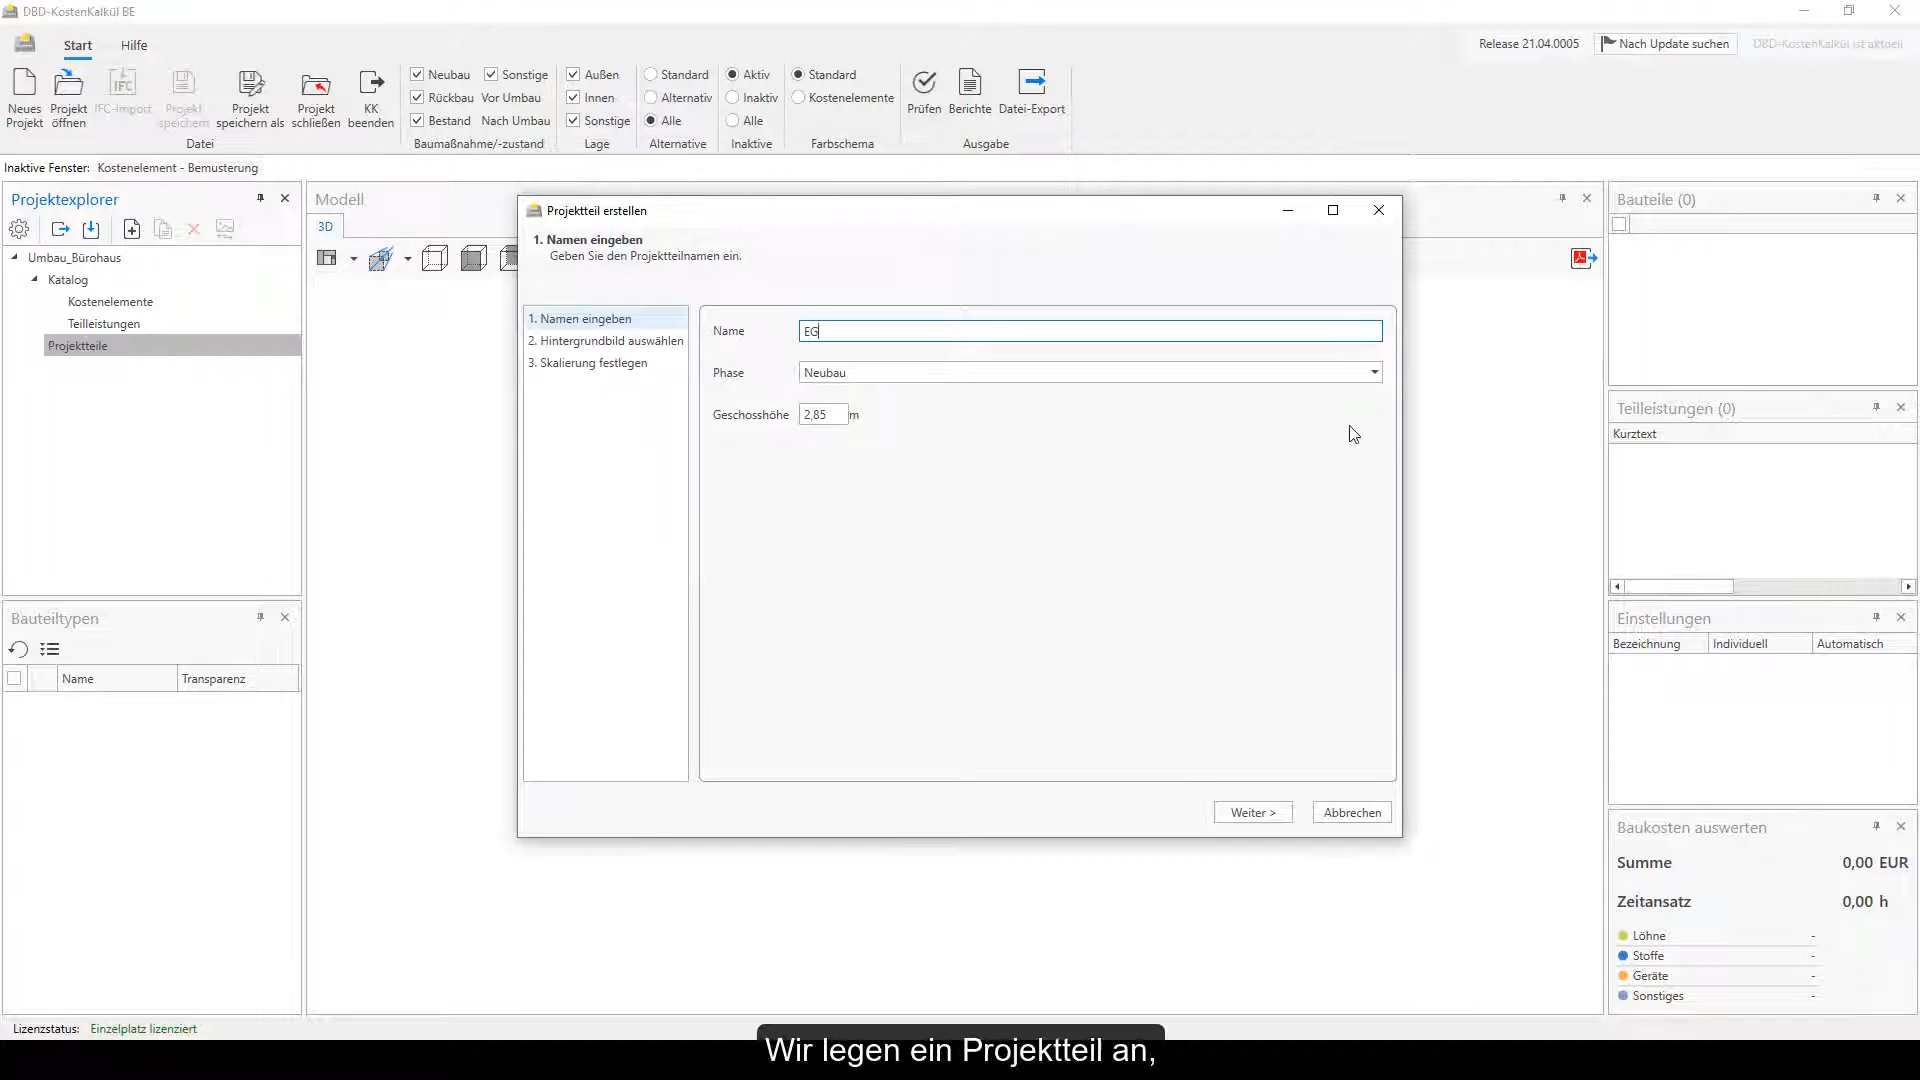 DBD-KostenKalkül BE
Start Hilfe
Release 21.04.0005 Nach Update suchen DBD-KostenKalkül ist aktuell
Neues Projekt
Projekt öffnen
IFC-Import
Projekt speichern
Projekt speichern als
Projekt schließen
KK beenden
Datei
Neubau Sonstige
Rückbau Vor Umbau
Bestand Nach Umbau
Baumaßnahme/-zustand
Außen
Innen
Sonstige
Lage
Standard
Alternativ
Alle
Alternative
Aktiv
Inaktiv
Alle
Inaktive
Standard
Kostenelemente
Farbschema
Prüfen Berichte Datei-Export
Ausgabe
Inaktive Fenster: Kostenelement - Bemusterung
Projektexplorer
Umbau_Bürohaus
Katalog
Kostenelemente
Teilleistungen
Projektteile
Bauteiltypen
Name Transparenz
Modell
3D
Projektteil erstellen
1. Namen eingeben
Geben Sie den Projektteilnamen ein.
1. Namen eingeben
2. Hintergrundbild auswählen
3. Skalierung festlegen
Name EG
Phase Neubau
Geschosshöhe 2,85 m
Weiter > Abbrechen
Bauteile (0)
Teilleistungen (0)
Kurztext
Einstellungen
Bezeichnung Individuell Automatisch
Baukosten auswerten
Summe 0,00 EUR
Zeitansatz 0,00 h
Löhne -
Stoffe -
Geräte -
Sonstiges -
Lizenzstatus: Einzelplatz lizenziert
Wir legen ein Projektteil an,